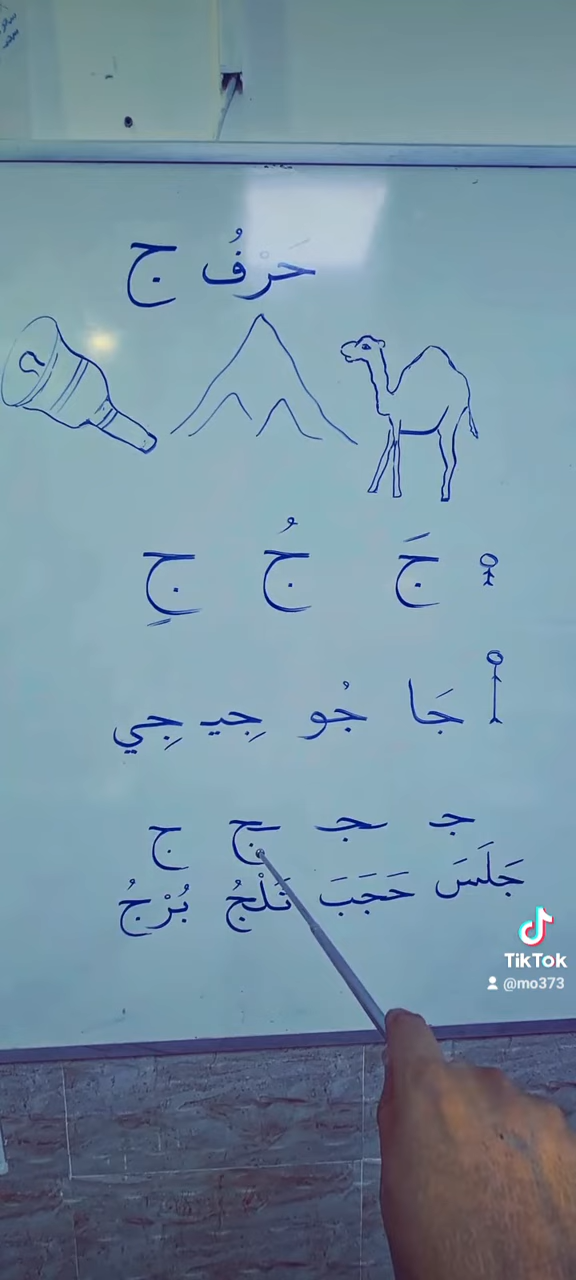 حَرْفُ ج
جَ جُ جِ
جَا جُو جِيـ جِي
جـ ـجـ ـج ج
جَلَسَ حَجَبَ ثَلْجُ بُرْجُ
TikTok
@mo373